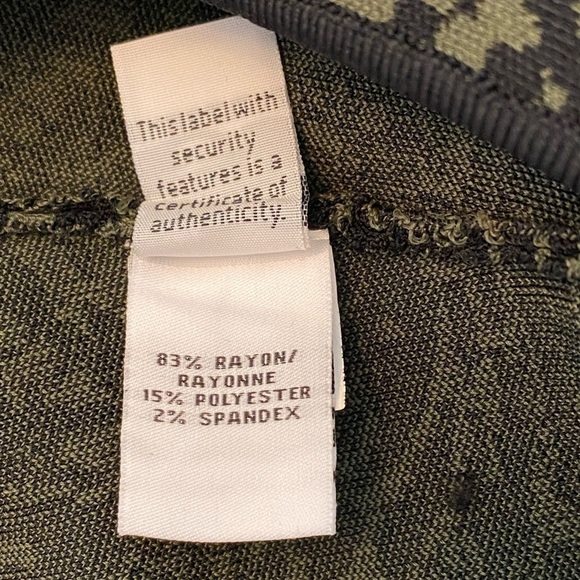 This label with
security
features is a
certificate of
authenticity.
83% RAYON/
RAYONNE
15% POLYESTER
2% SPANDEX